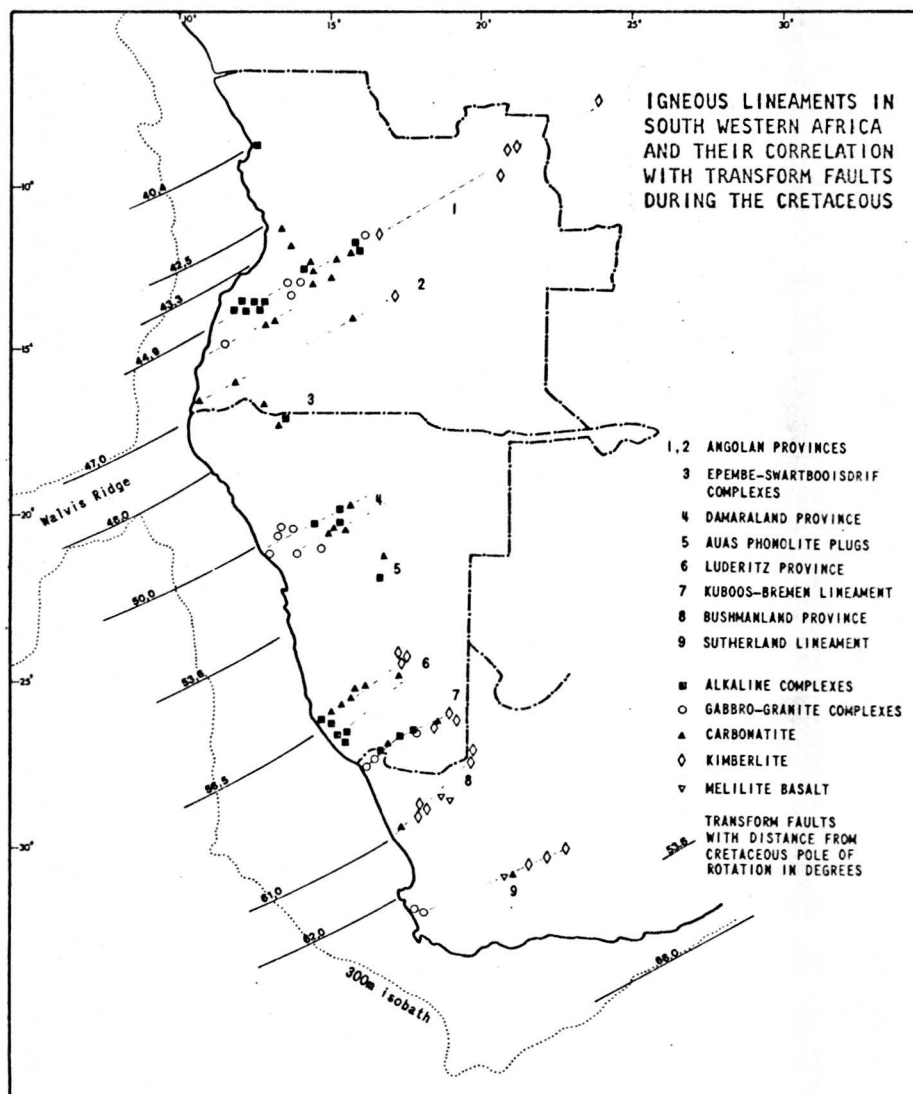 10°
15°
20°
25°
30°
IGNEOUS LINEAMENTS IN
SOUTH WESTERN AFRICA
AND THEIR CORRELATION
WITH TRANSFORM FAULTS
DURING THE CRETACEOUS
10°
15°
20°
25°
30°
40,4
42,5
43,3
44,9
47,0
Walvis Ridge
48,0
50,0
53,6
56,5
61,0
62,0
66,0
300m isobath
1
2
3
4
5
6
7
8
9
1,2 ANGOLAN PROVINCES
3 EPEMBE-SWARTBOOISDRIF
COMPLEXES
4 DAMARALAND PROVINCE
5 AUAS PHONOLITE PLUGS
6 LUDERITZ PROVINCE
7 KUBOOS-BREMEN LINEAMENT
8 BUSHMANLAND PROVINCE
9 SUTHERLAND LINEAMENT
ALKALINE COMPLEXES
GABBRO-GRANITE COMPLEXES
CARBONATITE
KIMBERLITE
MELILITE BASALT
53,6 TRANSFORM FAULTS
WITH DISTANCE FROM
CRETACEOUS POLE OF
ROTATION IN DEGREES